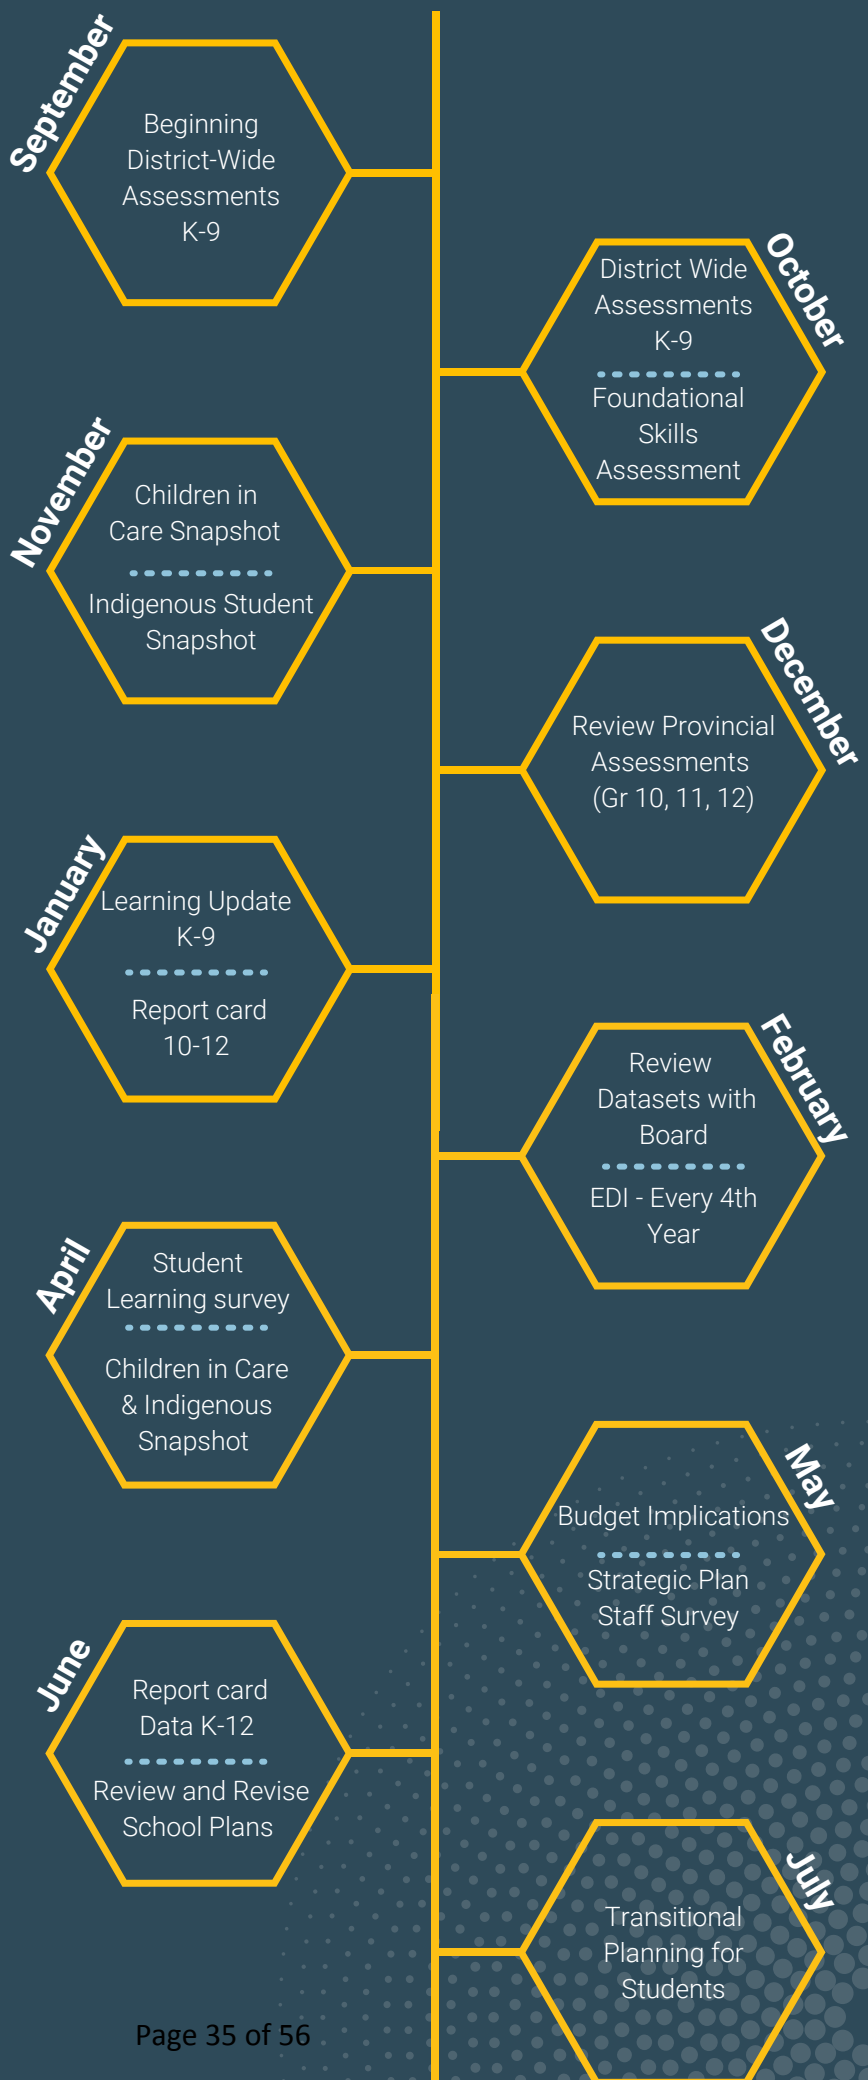 September
Beginning
District-Wide
Assessments
K-9
October
District Wide
Assessments
K-9
Foundational
Skills
Assessment
November
Children in
Care Snapshot
Indigenous Student
Snapshot
December
Review Provincial
Assessments
(Gr 10, 11, 12)
January
Learning Update
K-9
Report card
10-12
February
Review
Datasets with
Board
EDI - Every 4th
Year
April
Student
Learning survey
Children in Care
& Indigenous
Snapshot
May
Budget Implications
Strategic Plan
Staff Survey
June
Report card
Data K-12
Review and Revise
School Plans
July
Transitional
Planning for
Students
Page 35 of 56